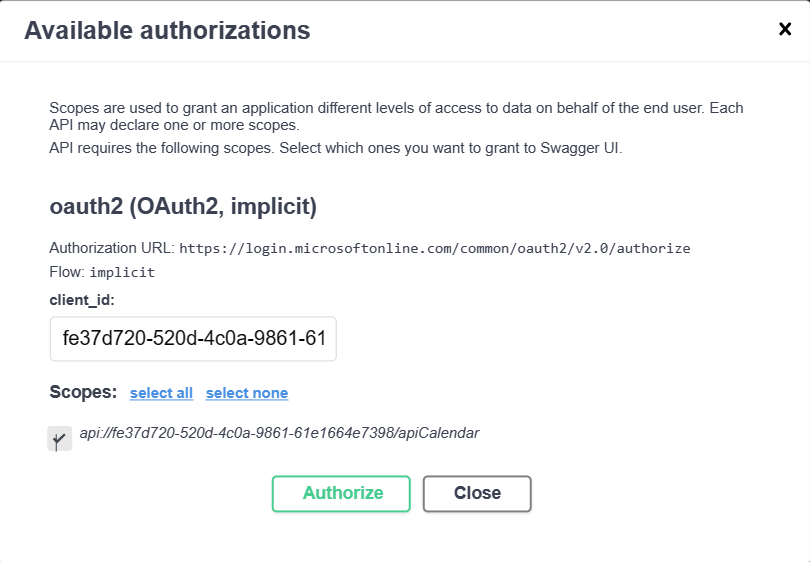 Available authorizations
Scopes are used to grant an application different levels of access to data on behalf of the end user. Each
API may declare one or more scopes.
API requires the following scopes. Select which ones you want to grant to Swagger UI.
oauth2 (OAuth2, implicit)
Authorization URL: https://login.microsoftonline.com/common/oauth2/v2.0/authorize
Flow: implicit
client_id:
fe37d720-520d-4c0a-9861-61
Scopes: select all select none
api://fe37d720-520d-4c0a-9861-61e1664e7398/apiCalendar
Authorize Close